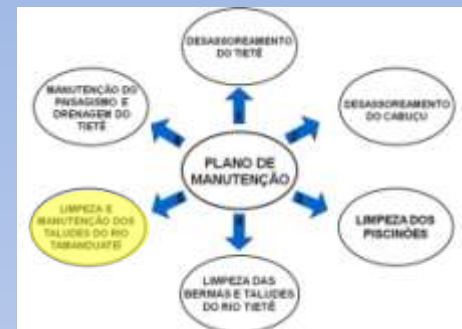 DESASSOREAMENTO
DO TIETÊ
MANUTENÇÃO DO
PAISAGISMO E
DRENAGEM DO
TIETÊ
DESASSOREAMENTO
DO CABUÇU
PLANO DE
MANUTENÇÃO
LIMPEZA E
MANUTENÇÃO DOS
TALUDES DO RIO
TAMANDUATEÍ
LIMPEZA DOS
PISCINÕES
LIMPEZA DAS
BERMAS E TALUDES
DO RIO TIETÊ